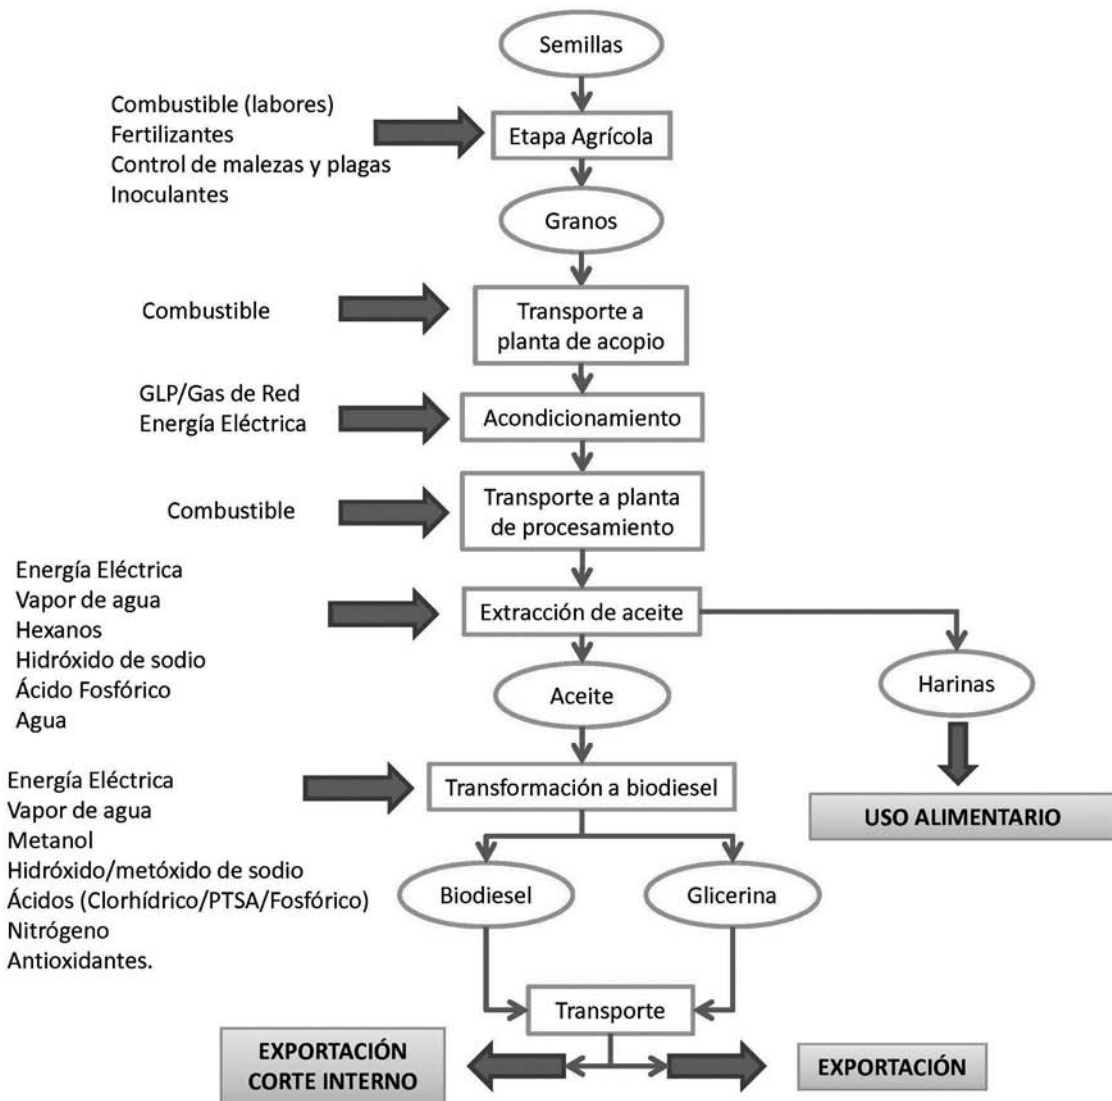 Semillas
Combustible (labores)
Fertilizantes
Control de malezas y plagas
Inoculantes
Etapa Agrícola
Granos
Combustible
Transporte a
planta de acopio
GLP/Gas de Red
Energía Eléctrica
Acondicionamiento
Combustible
Transporte a planta
de procesamiento
Energía Eléctrica
Vapor de agua
Hexanos
Hidróxido de sodio
Ácido Fosfórico
Agua
Extracción de aceite
Aceite
Harinas
USO ALIMENTARIO
Energía Eléctrica
Vapor de agua
Metanol
Hidróxido/metóxido de sodio
Ácidos (Clorhídrico/PTSA/Fosfórico)
Nitrógeno
Antioxidantes.
Transformación a biodiesel
Biodiesel
Glicerina
Transporte
EXPORTACIÓN
CORTE INTERNO
EXPORTACIÓN